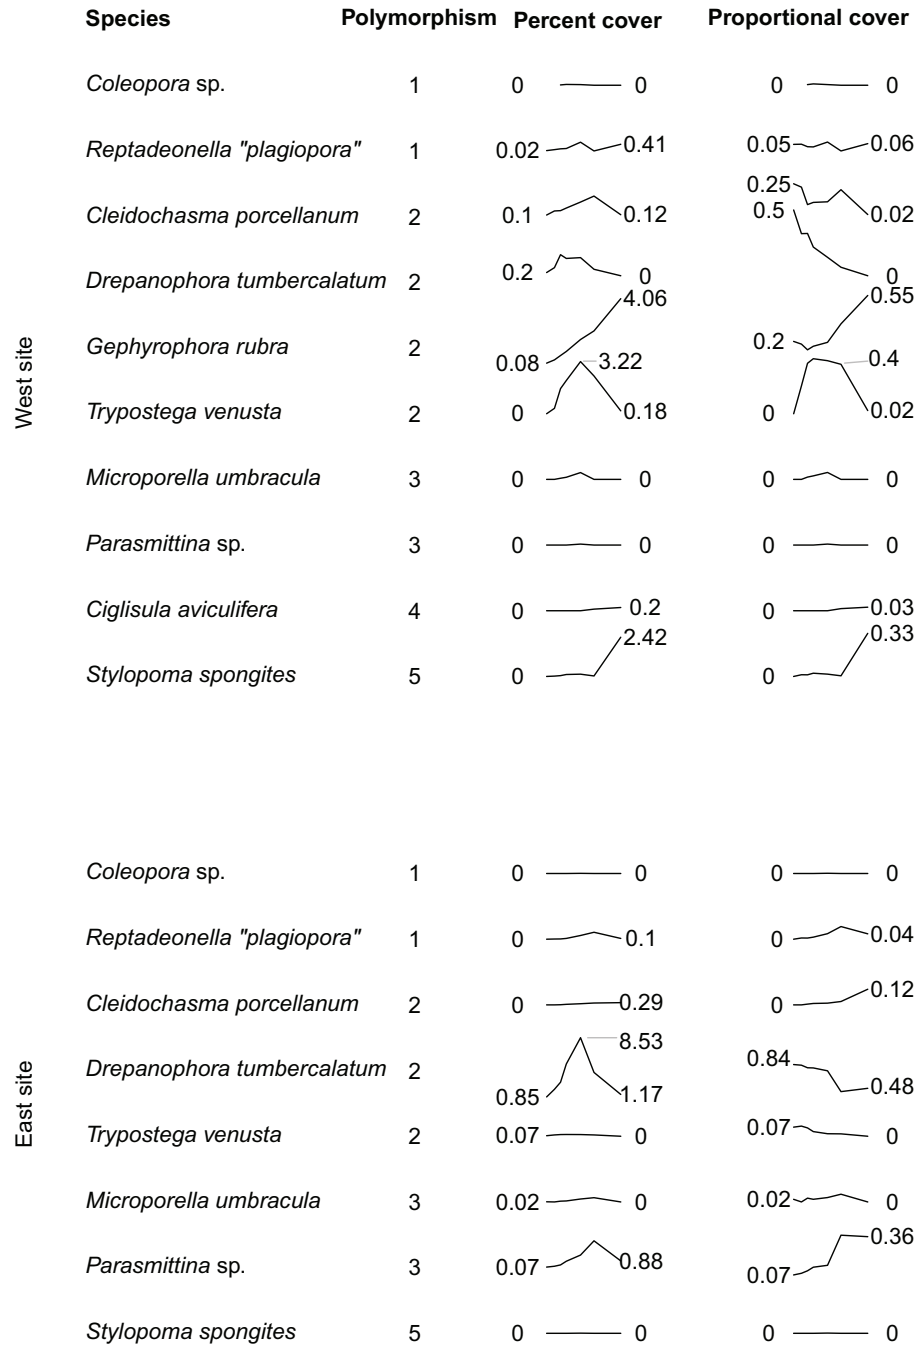 Species Polymorphism Percent cover Proportional cover
Coleopora sp. 1 0 0 0 0
Reptadeonella "plagiopora" 1 0.02 0.41 0.05 0.06
Cleidochasma porcellanum 2 0.1 0.12 0.25 0.02
Drepanophora tumbercalatum 2 0.2 0 0.5 0
Gephyrophora rubra 2 0.08 4.06 0.2 0.55
Trypostega venusta 2 0 3.22 0.18 0 0.4 0.02
Microporella umbracula 3 0 0 0 0
Parasmittina sp. 3 0 0 0 0
Ciglisula aviculifera 4 0 0.2 0 0.03
Stylopoma spongites 5 0 2.42 0 0.33
West site
Coleopora sp. 1 0 0 0 0
Reptadeonella "plagiopora" 1 0 0.1 0 0.04
Cleidochasma porcellanum 2 0 0.29 0 0.12
Drepanophora tumbercalatum 2 0.85 8.53 1.17 0.84 0.48
Trypostega venusta 2 0.07 0 0.07 0
Microporella umbracula 3 0.02 0 0.02 0
Parasmittina sp. 3 0.07 0.88 0.07 0.36
Stylopoma spongites 5 0 0 0 0
East site